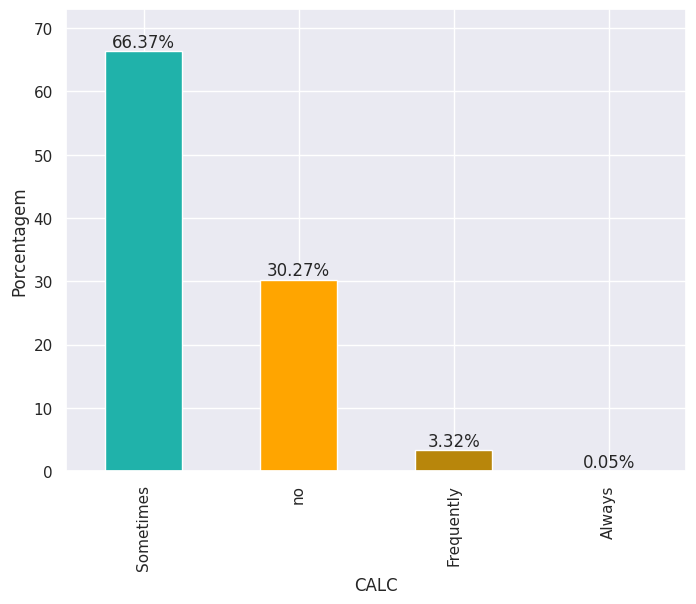 70
60
50
40
30
20
10
0
Porcentagem
66.37%
30.27%
3.32%
0.05%
Sometimes
no
Frequently
Always
CALC